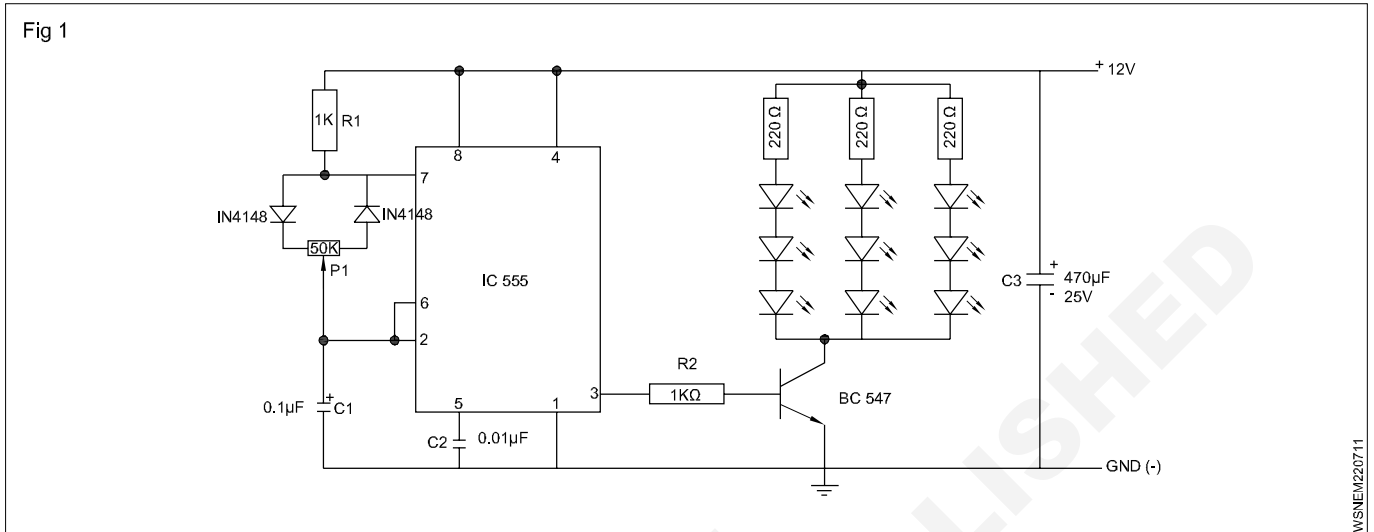 Fig 1
+ 12V
1K R1
220 Ω
220 Ω
220 Ω
8
4
7
IN4148
IN4148
50K
P1
IC 555
6
2
C3
+
470µF
-
25V
R2
3
1KΩ
BC 547
0.1µF
+
C1
5
1
C2
0.01µF
GND (-)
WSNEM220711
LISHED